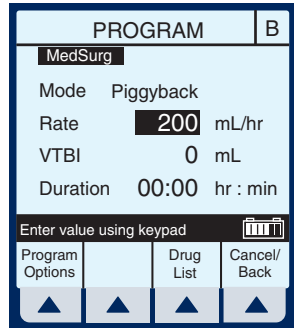 PROGRAM B
MedSurg
Mode Piggyback
Rate 200 mL/hr
VTBI 0 mL
Duration 00:00 hr : min
Enter value using keypad
Program Options Drug List Cancel/ Back